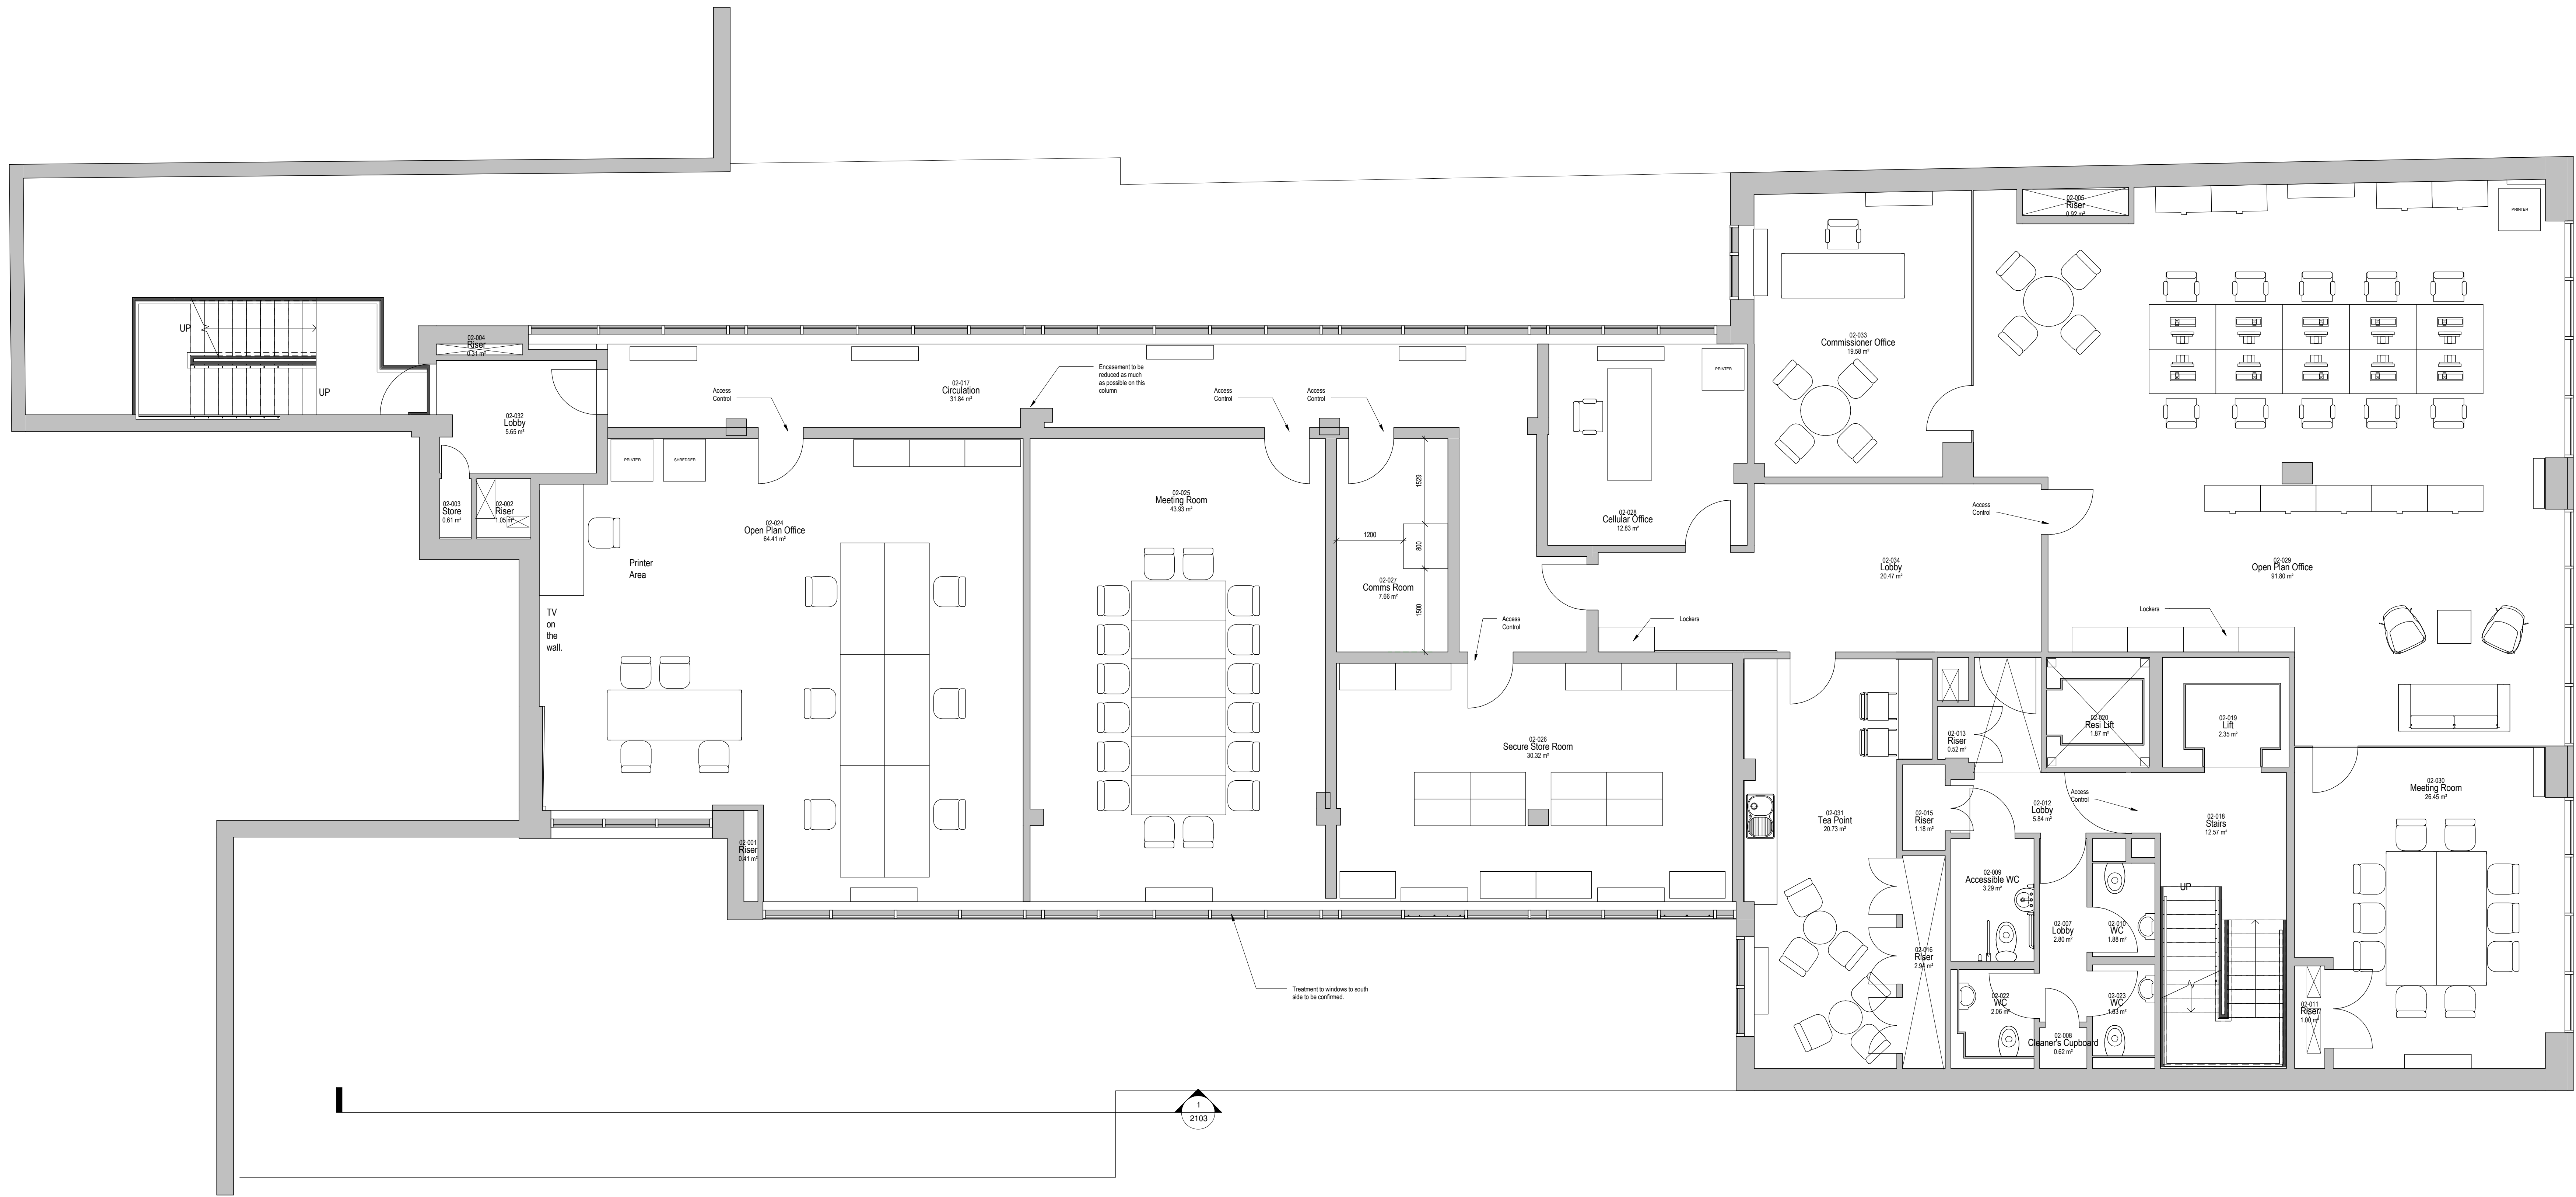 UP
UP
02-004
Riser
0.31 m²
02-032
Lobby
5.65 m²
02-003
Store
0.61 m²
02-002
Riser
1.05 m²
02-017
Circulation
31.84 m²
Access
Control
Encasement to be
reduced as much
as possible on this
column
Access
Control
Access
Control
PRINTER
SHREDDER
02-024
Open Plan Office
64.41 m²
Printer
Area
TV
on
the
wall.
02-001
Riser
0.41 m²
02-025
Meeting Room
43.93 m²
1529
1200
800
1500
02-027
Comms Room
7.66 m²
Access
Control
02-026
Secure Store Room
30.32 m²
PRINTER
02-028
Cellular Office
12.83 m²
Lockers
02-033
Commissioner Office
19.58 m²
02-005
Riser
0.92 m²
PRINTER
Access
Control
02-034
Lobby
20.47 m²
02-029
Open Plan Office
91.80 m²
Lockers
02-013
Riser
0.52 m²
02-020
Resi Lift
1.87 m²
02-019
Lift
2.35 m²
02-031
Tea Point
20.73 m²
02-015
Riser
1.18 m²
02-012
Lobby
5.84 m²
Access
Control
02-018
Stairs
12.57 m²
02-030
Meeting Room
26.45 m²
02-009
Accessible WC
3.29 m²
UP
02-007
Lobby
2.80 m²
02-010
WC
1.88 m²
02-016
Riser
2.94 m²
02-022
WC
2.06 m²
02-023
WC
1.83 m²
02-008
Cleaner's Cupboard
0.62 m²
02-011
Riser
1.00 m²
Treatment to windows to south
side to be confirmed.
1
2103